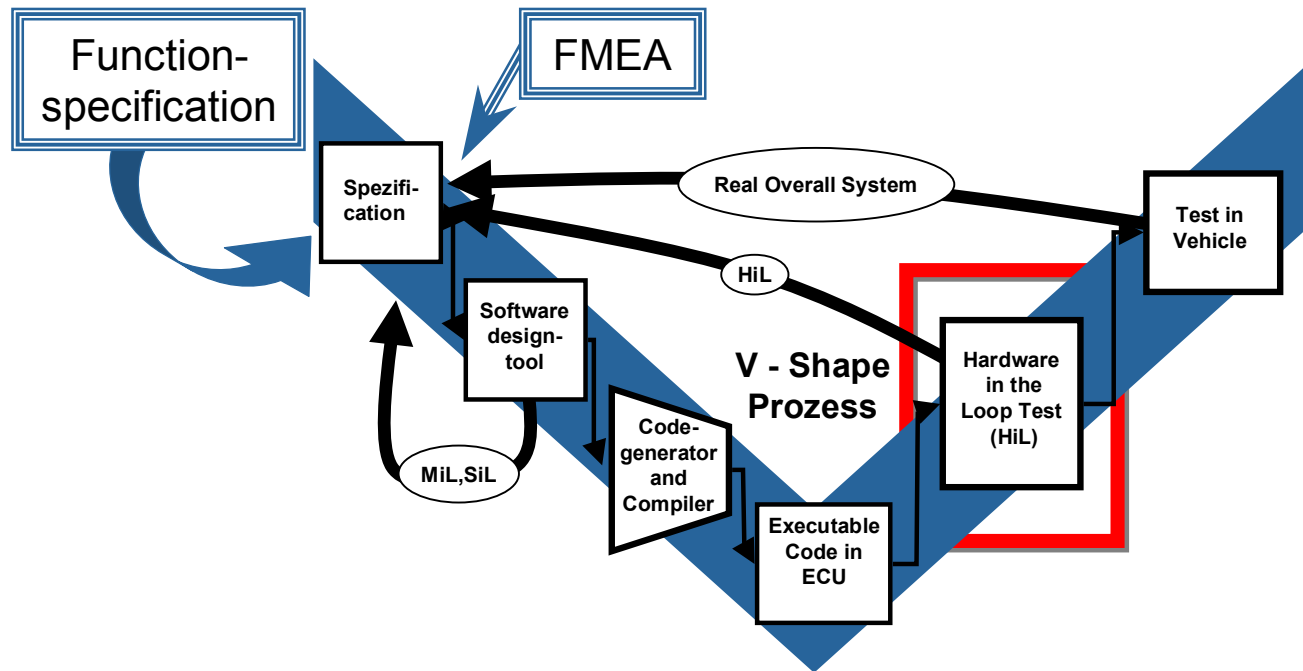 Function-
specification
FMEA
Spezifi-
cation
Real Overall System
Test in
Vehicle
HiL
Software
design-
tool
V - Shape
Prozess
Hardware
in the
Loop Test
(HiL)
MiL,SiL
Code-
generator
and
Compiler
Executable
Code in
ECU